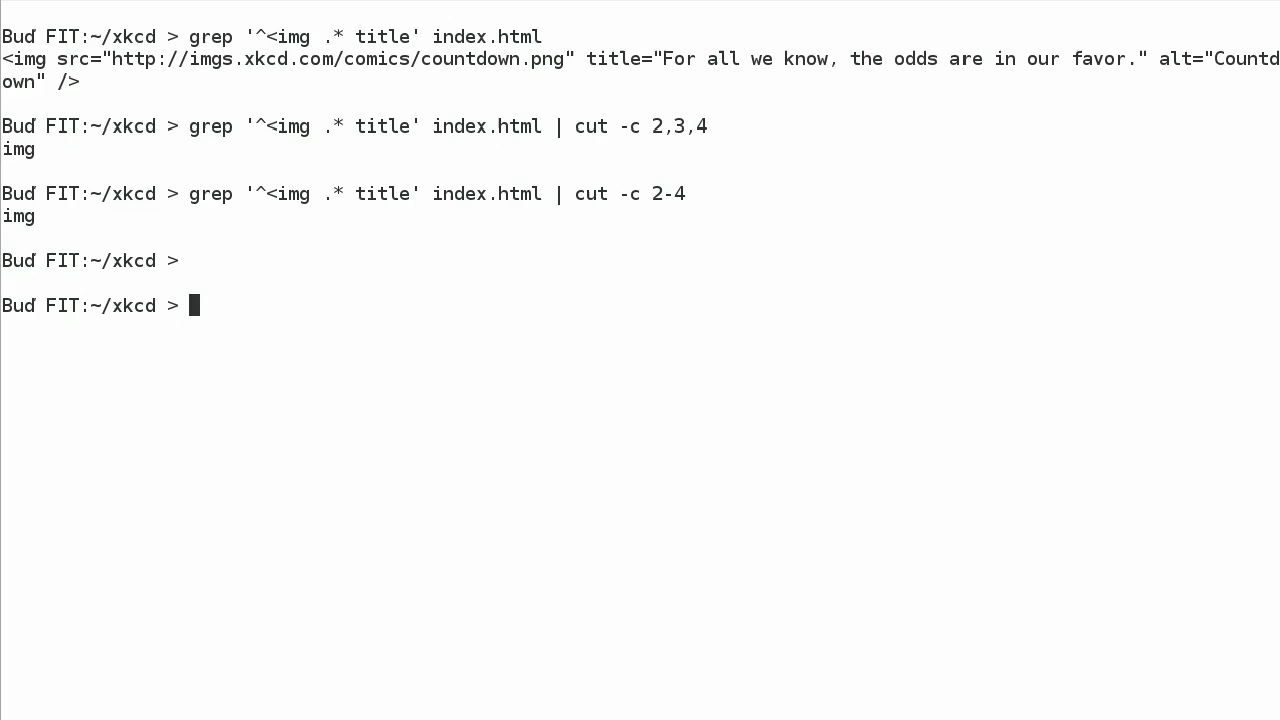 Buď FIT:~/xkcd > grep '^<img .* title' index.html
<img src="http://imgs.xkcd.com/comics/countdown.png" title="For all we know, the odds are in our favor." alt="Countd
own" />
Buď FIT:~/xkcd > grep '^<img .* title' index.html | cut -c 2,3,4
img
Buď FIT:~/xkcd > grep '^<img .* title' index.html | cut -c 2-4
img
Buď FIT:~/xkcd >
Buď FIT:~/xkcd >